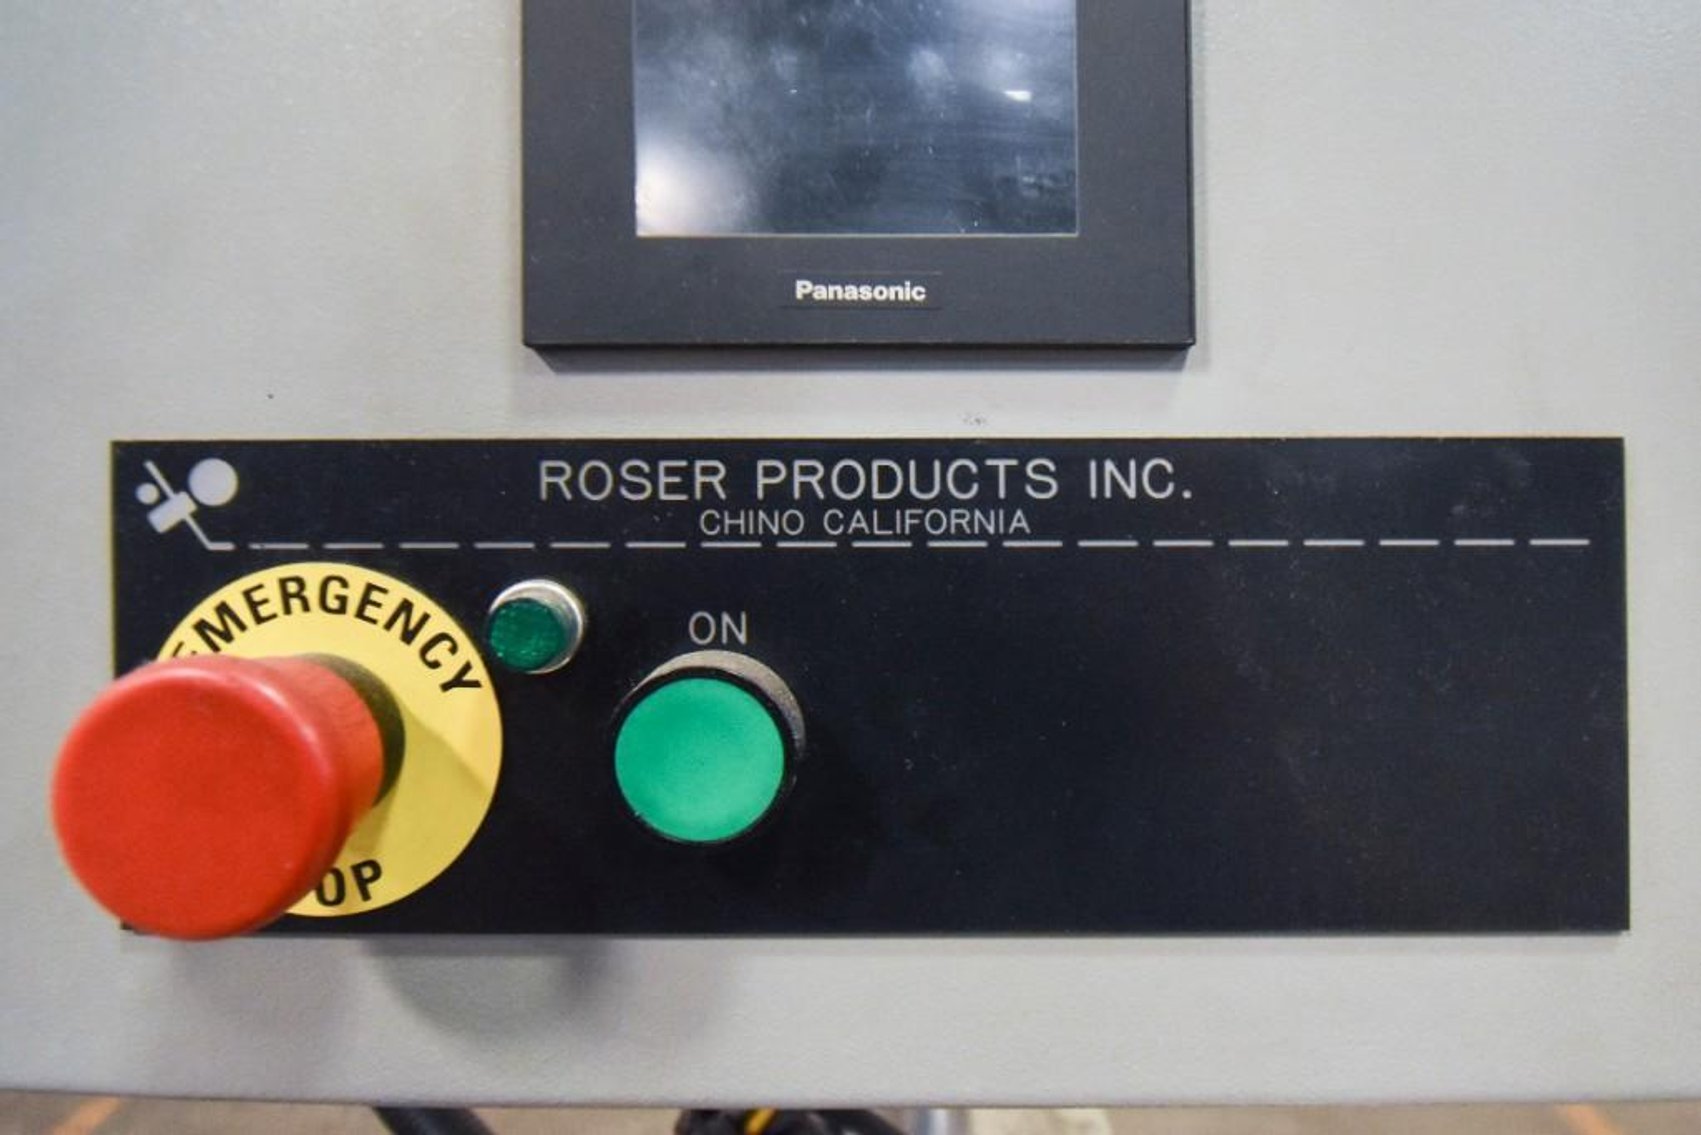 Panasonic
ROSER PRODUCTS INC.
CHINO CALIFORNIA
EMERGENCY
ON
OP